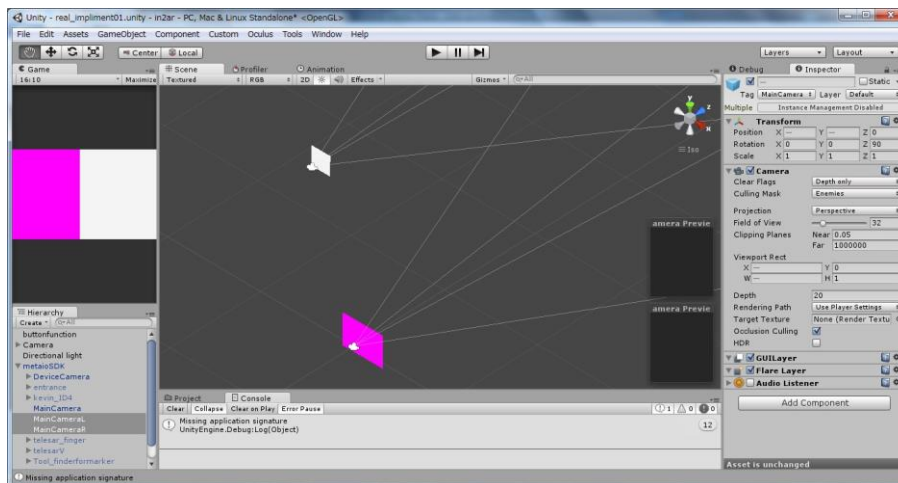 Unity - real_impliment01.unity - in2ar - PC, Mac & Linux Standalone* <OpenGL>
File Edit Assets GameObject Component Custom Oculus Tools Window Help
Center Local Layers Layout
Game
16:10 Maximize
Scene Profiler Animation
Textured RGB 2D Effects Gizmos All
y
z
x
Iso
amera Previe
amera Previe
Hierarchy
Create All
buttonfunction
Camera
Directional light
metaioSDK
DeviceCamera
entrance
kevin_ID4
MainCamera
MainCameraL
MainCameraR
telesar_finger
telesarV
Tool_finderformarker
Project Console
Clear Collapse Clear on Play Error Pause 1 0 0
Missing application signature
UnityEngine.Debug:Log(Object)
12
Debug Inspector
— Static
Tag MainCamera Layer Default
Multiple Instance Management Disabled
Transform
Position X — Y — Z 0
Rotation X 0 Y 0 Z 90
Scale X 1 Y 1 Z 1
Camera
Clear Flags Depth only
Culling Mask Enemies
Projection Perspective
Field of View 32
Clipping Planes Near 0.05
Far 1000000
Viewport Rect
X — Y 0
W — H 1
Depth 20
Rendering Path Use Player Settings
Target Texture None (Render Textu
Occlusion Culling
HDR
GUILayer
Flare Layer
Audio Listener
Add Component
Asset is unchanged
Missing application signature